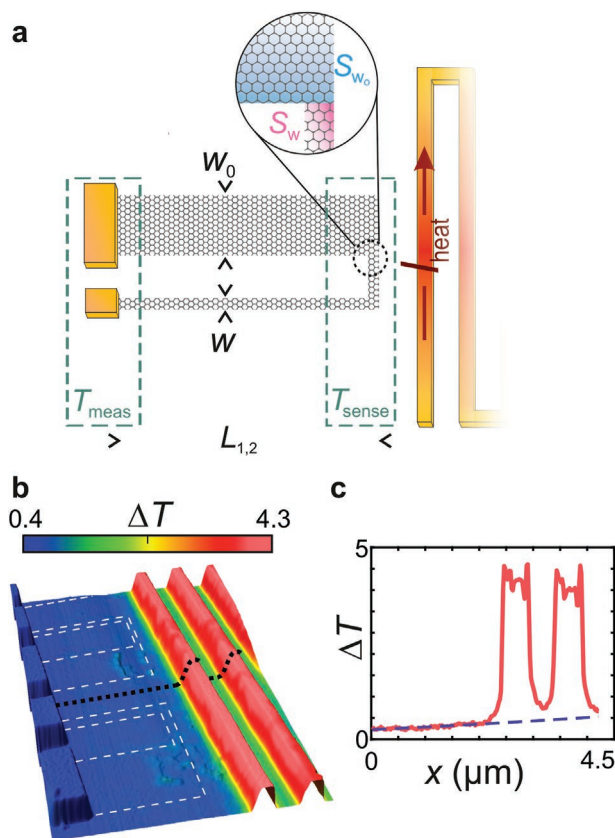 a
S_{w_0}
S_w
W_0
heat
W
T_meas
T_sense
L_{1,2}
b
ΔT
0.4
4.3
c
5
ΔT
0
0
x (μm)
4.5